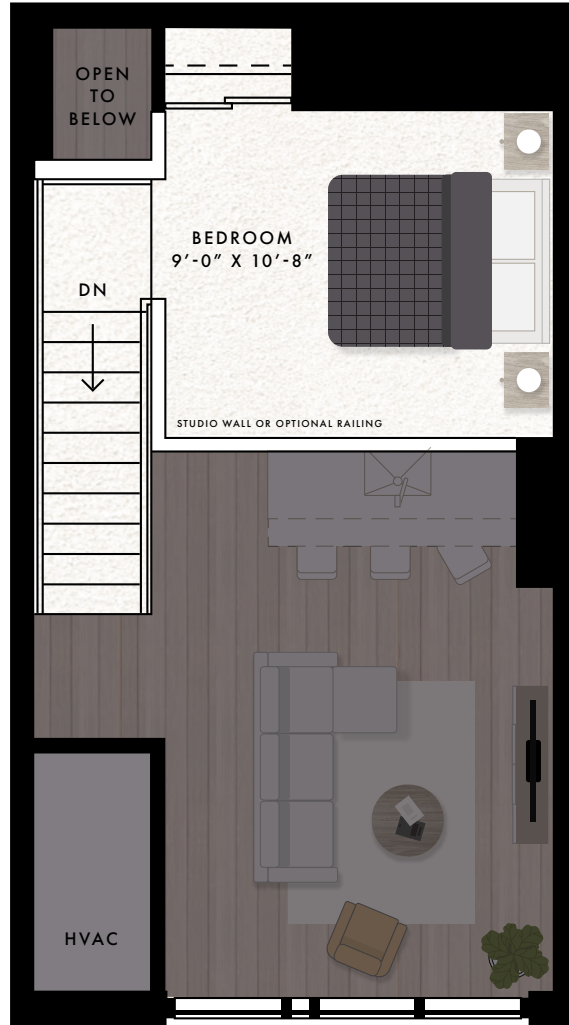 OPEN
TO
BELOW
BEDROOM
9’-0” X 10’-8”
DN
STUDIO WALL OR OPTIONAL RAILING
HVAC